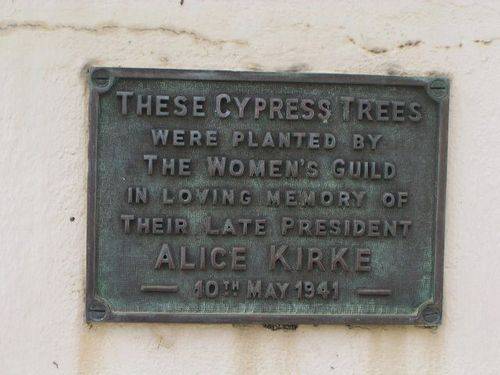 THESE CYPRESS TREES
WERE PLANTED BY
THE WOMEN'S GUILD
IN LOVING MEMORY OF
THEIR LATE PRESIDENT
ALICE KIRKE
— 10TH MAY 1941 —